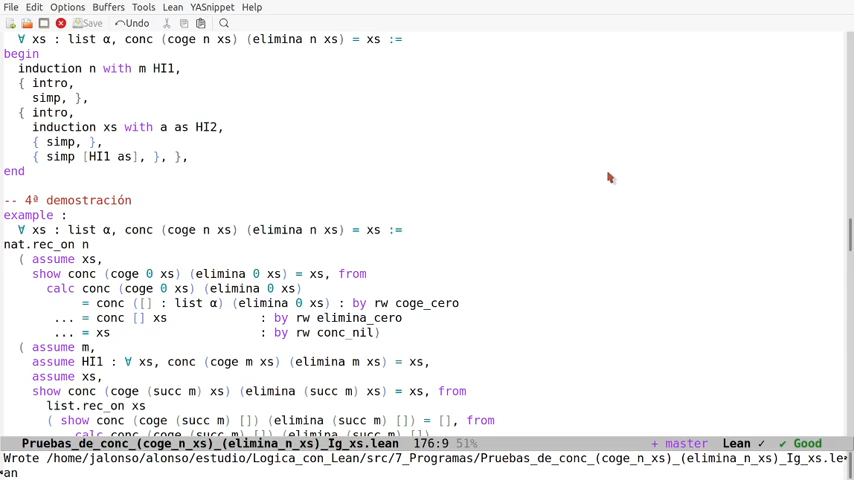 File Edit Options Buffers Tools Lean YASnippet Help
Save Undo
∀ xs : list α, conc (coge n xs) (elimina n xs) = xs :=
begin
induction n with m HI1,
{ intro,
simp, },
{ intro,
induction xs with a as HI2,
{ simp, },
{ simp [HI1 as], }, },
end
-- 4ª demostración
example :
∀ xs : list α, conc (coge n xs) (elimina n xs) = xs :=
nat.rec_on n
( assume xs,
show conc (coge 0 xs) (elimina 0 xs) = xs, from
calc conc (coge 0 xs) (elimina 0 xs)
= conc ([] : list α) (elimina 0 xs) : by rw coge_cero
... = conc [] xs : by rw elimina_cero
... = xs : by rw conc_nil)
( assume m,
assume HI1 : ∀ xs, conc (coge m xs) (elimina m xs) = xs,
assume xs,
show conc (coge (succ m) xs) (elimina (succ m) xs) = xs, from
list.rec_on xs
( show conc (coge (succ m) []) (elimina (succ m) []) = [], from
calc conc (coge (succ m) []) (elimina (succ m) [])
Pruebas_de_conc_(coge_n_xs)_(elimina_n_xs)_Ig_xs.lean 176:9 51% + master Lean ✓ ✔ Good
Wrote /home/jalonso/alonso/estudio/Logica_con_Lean/src/7_Programas/Pruebas_de_conc_(coge_n_xs)_(elimina_n_xs)_Ig_xs.le
an